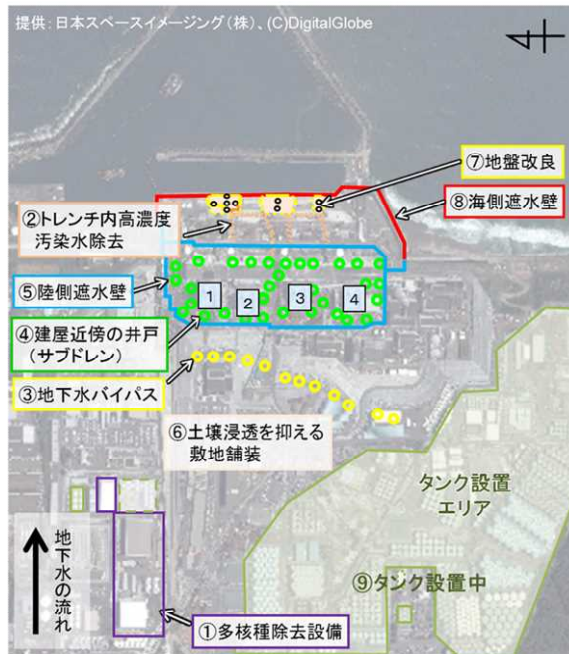 提供:日本スペースイメージング(株)、(C)DigitalGlobe
⑦地盤改良
⑧海側遮水壁
②トレンチ内高濃度
汚染水除去
⑤陸側遮水壁
1
2
3
4
④建屋近傍の井戸
(サブドレン)
③地下水バイパス
⑥土壌浸透を抑える
敷地舗装
タンク設置
エリア
地下水の流れ
⑨タンク設置中
①多核種除去設備